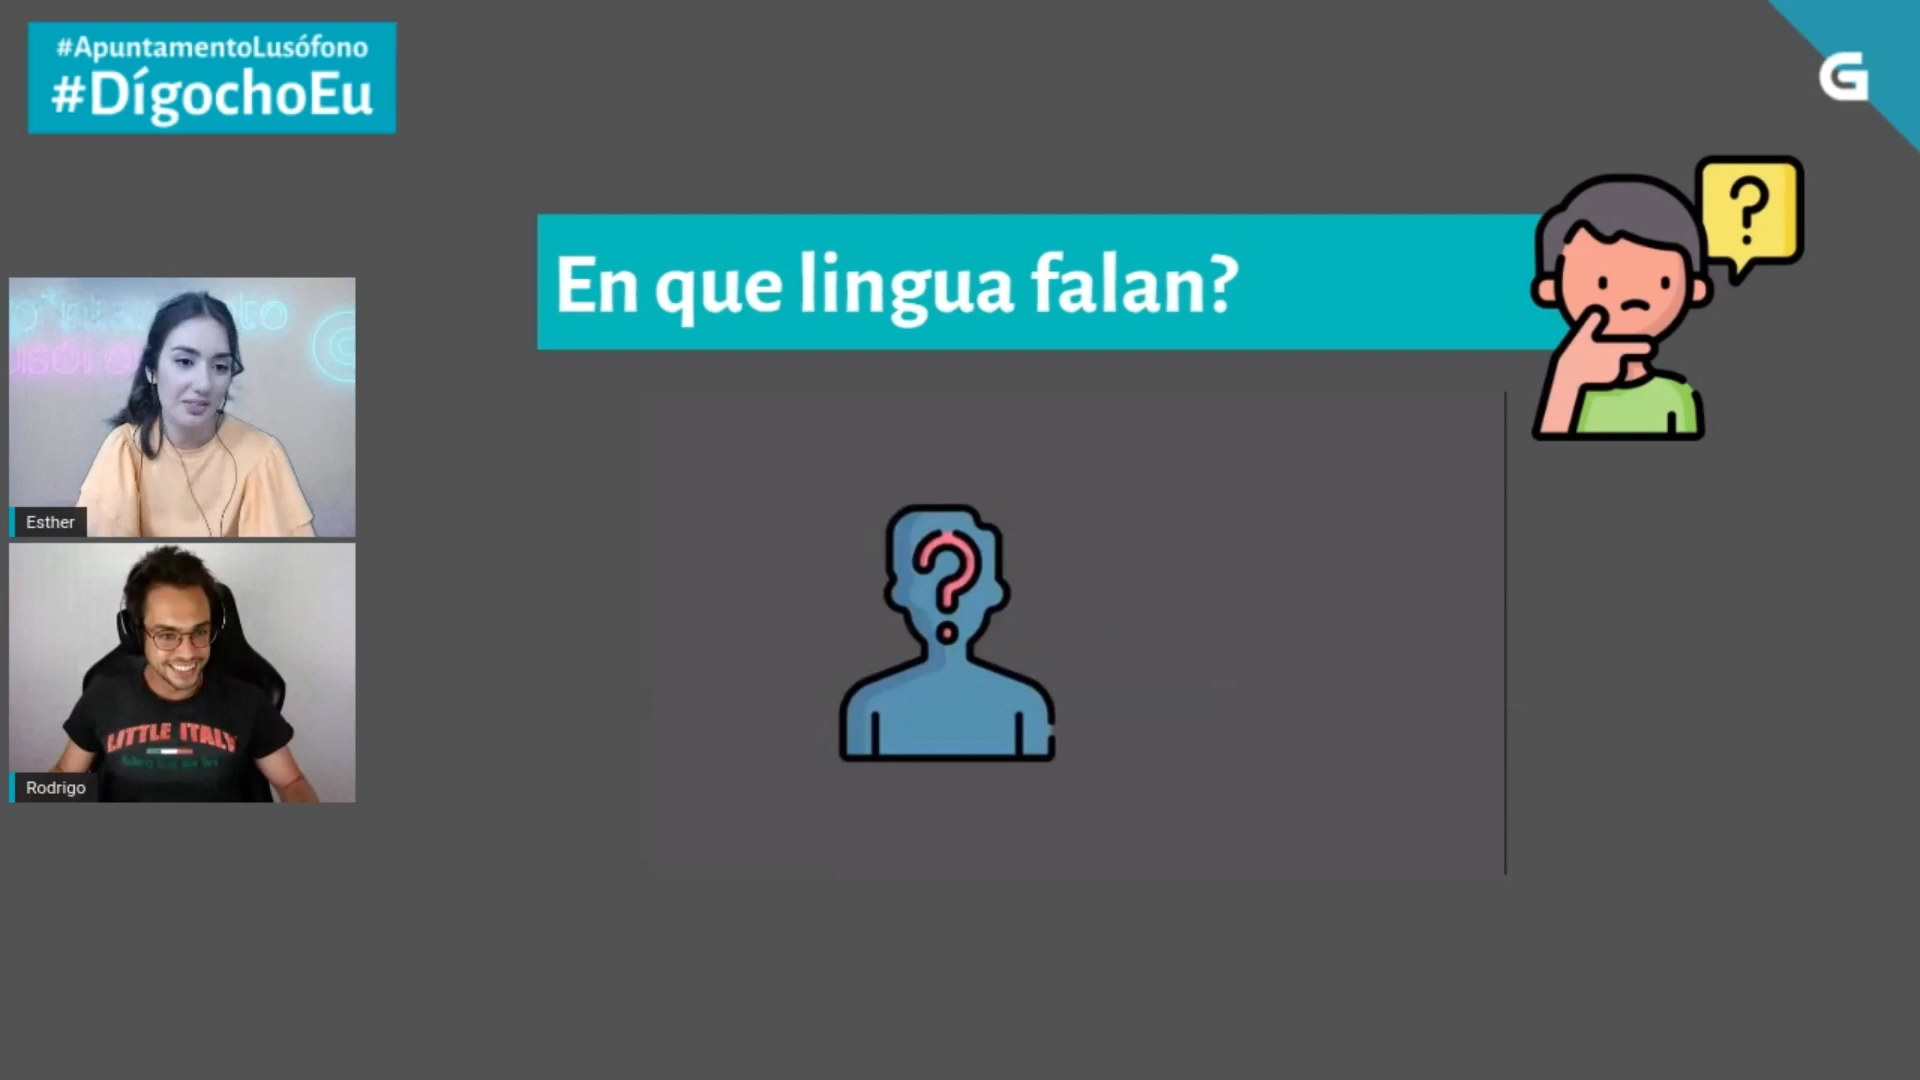 #ApuntamentoLusófono
#DígochoEu
G
En que lingua falan?
?
?
Esther
LITTLE ITALY
Rodrigo